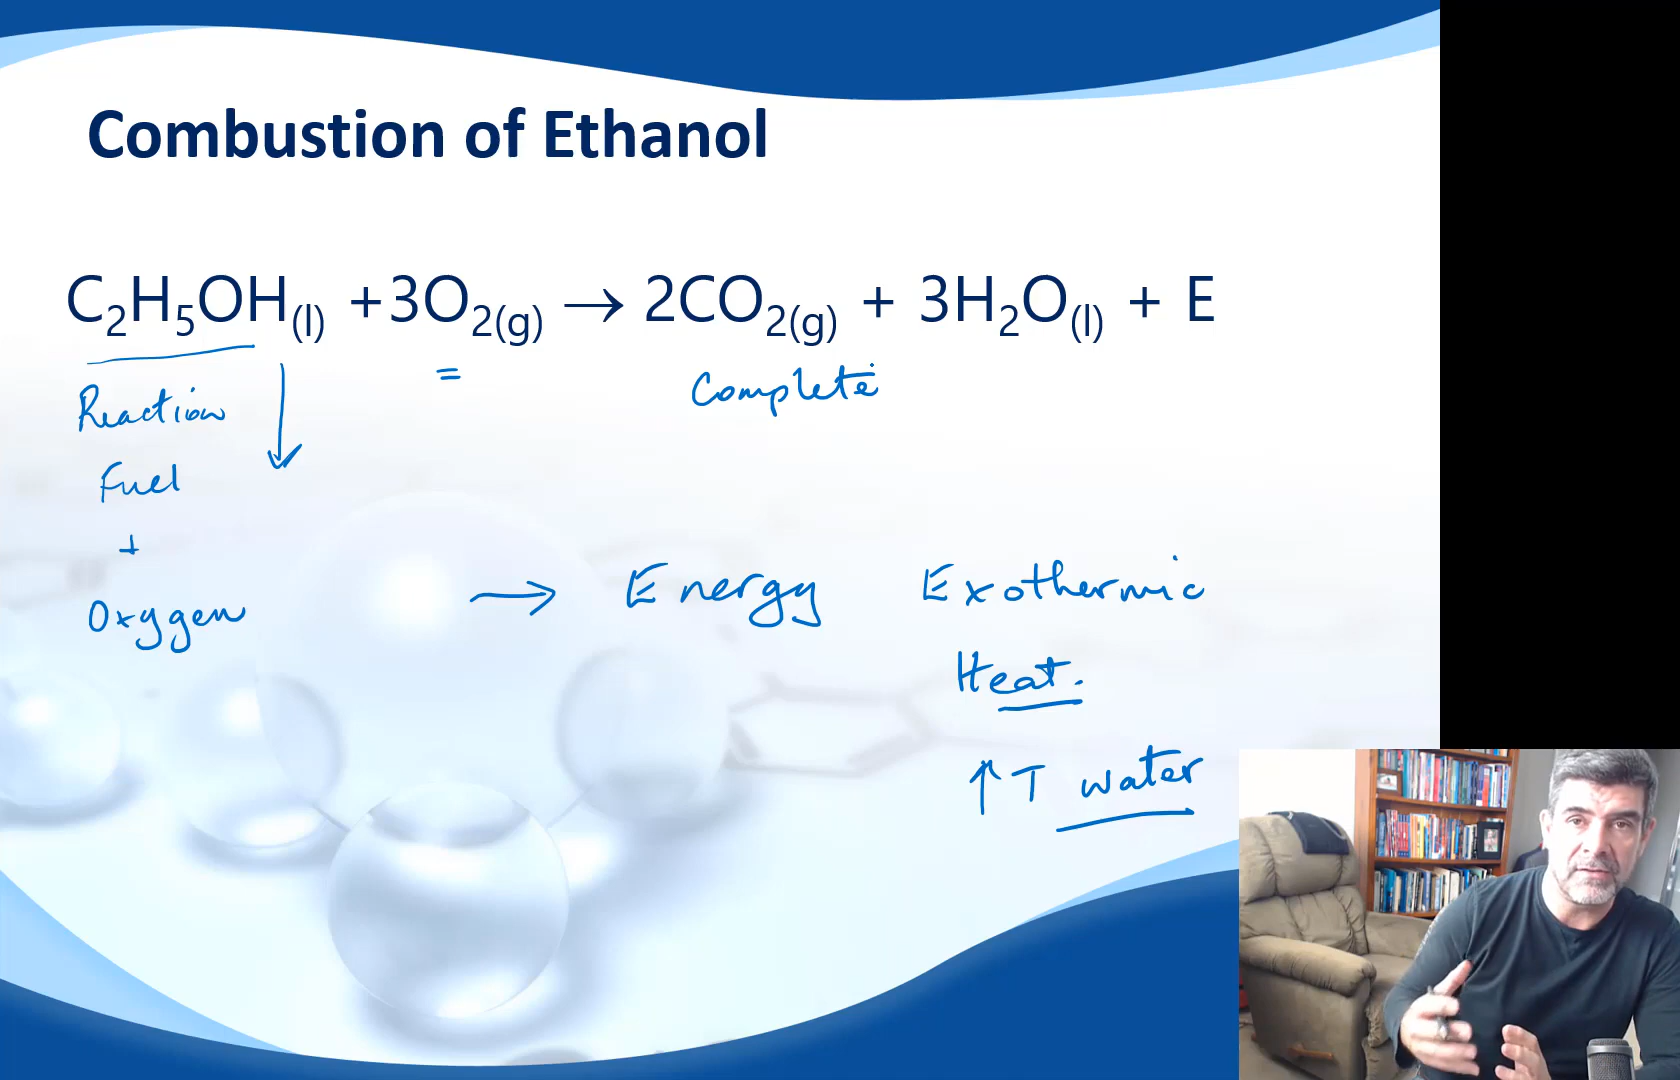 Combustion of Ethanol
C₂H₅OH₍ₗ₎ +3O₂₍g₎ → 2CO₂₍g₎ + 3H₂O₍ₗ₎ + E
=
Complete
Reaction
Fuel
+
Oxygen
→ Energy
Exothermic
Heat.
↑ T water